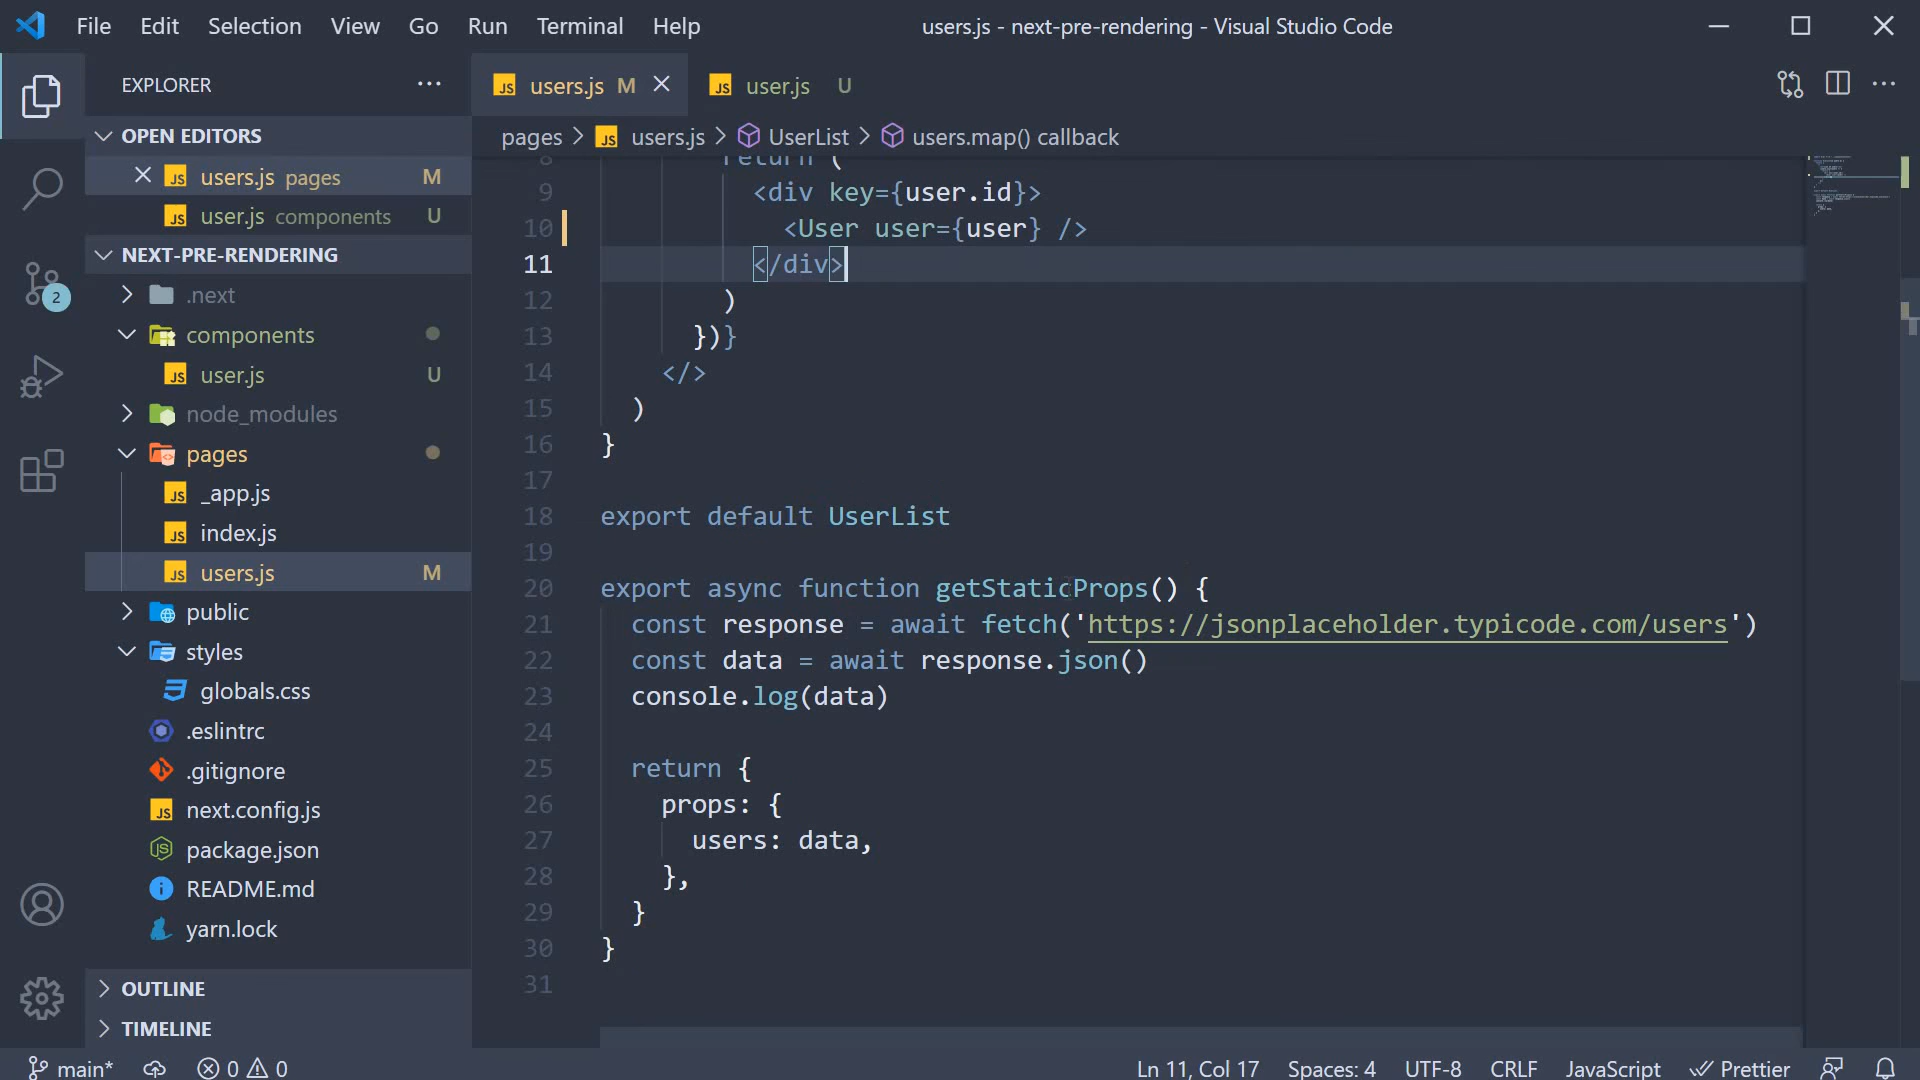 File Edit Selection View Go Run Terminal Help
users.js - next-pre-rendering - Visual Studio Code
EXPLORER
OPEN EDITORS
users.js pages M
user.js components U
NEXT-PRE-RENDERING
.next
components
user.js U
node_modules
pages
_app.js
index.js
users.js M
public
styles
globals.css
.eslintrc
.gitignore
next.config.js
package.json
README.md
yarn.lock
OUTLINE
TIMELINE
2
users.js M
user.js U
pages > users.js > UserList > users.map() callback
8 return (
9 <div key={user.id}>
10 <User user={user} />
11 </div>
12 )
13 })}
14 </>
15 )
16 }
17
18 export default UserList
19
20 export async function getStaticProps() {
21 const response = await fetch('https://jsonplaceholder.typicode.com/users')
22 const data = await response.json()
23 console.log(data)
24
25 return {
26 props: {
27 users: data,
28 },
29 }
30 }
31
main* 0 0
Ln 11, Col 17 Spaces: 4 UTF-8 CRLF JavaScript Prettier